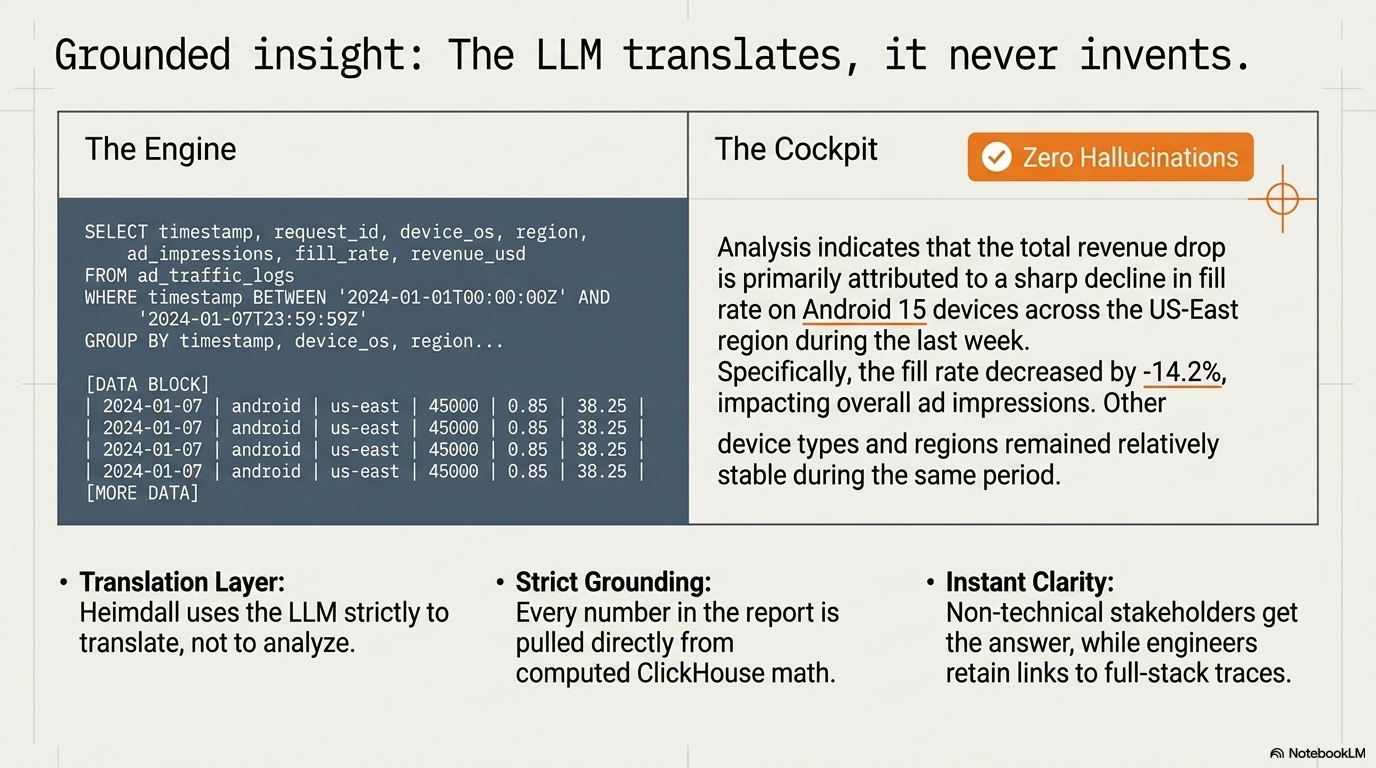 Grounded insight: The LLM translates, it never invents.
The Engine
SELECT timestamp, request_id, device_os, region,
ad_impressions, fill_rate, revenue_usd
FROM ad_traffic_logs
WHERE timestamp BETWEEN '2024-01-01T00:00:00Z' AND
'2024-01-07T23:59:59Z'
GROUP BY timestamp, device_os, region...
[DATA BLOCK]
| 2024-01-07 | android | us-east | 45000 | 0.85 | 38.25 |
| 2024-01-07 | android | us-east | 45000 | 0.85 | 38.25 |
| 2024-01-07 | android | us-east | 45000 | 0.85 | 38.25 |
| 2024-01-07 | android | us-east | 45000 | 0.85 | 38.25 |
[MORE DATA]
The Cockpit
Zero Hallucinations
Analysis indicates that the total revenue drop
is primarily attributed to a sharp decline in fill
rate on Android 15 devices across the US-East
region during the last week.
Specifically, the fill rate decreased by -14.2%,
impacting overall ad impressions. Other
device types and regions remained relatively
stable during the same period.
• Translation Layer:
Heimdall uses the LLM strictly to
translate, not to analyze.
• Strict Grounding:
Every number in the report is
pulled directly from
computed ClickHouse math.
• Instant Clarity:
Non-technical stakeholders get
the answer, while engineers
retain links to full-stack traces.
NotebookLM